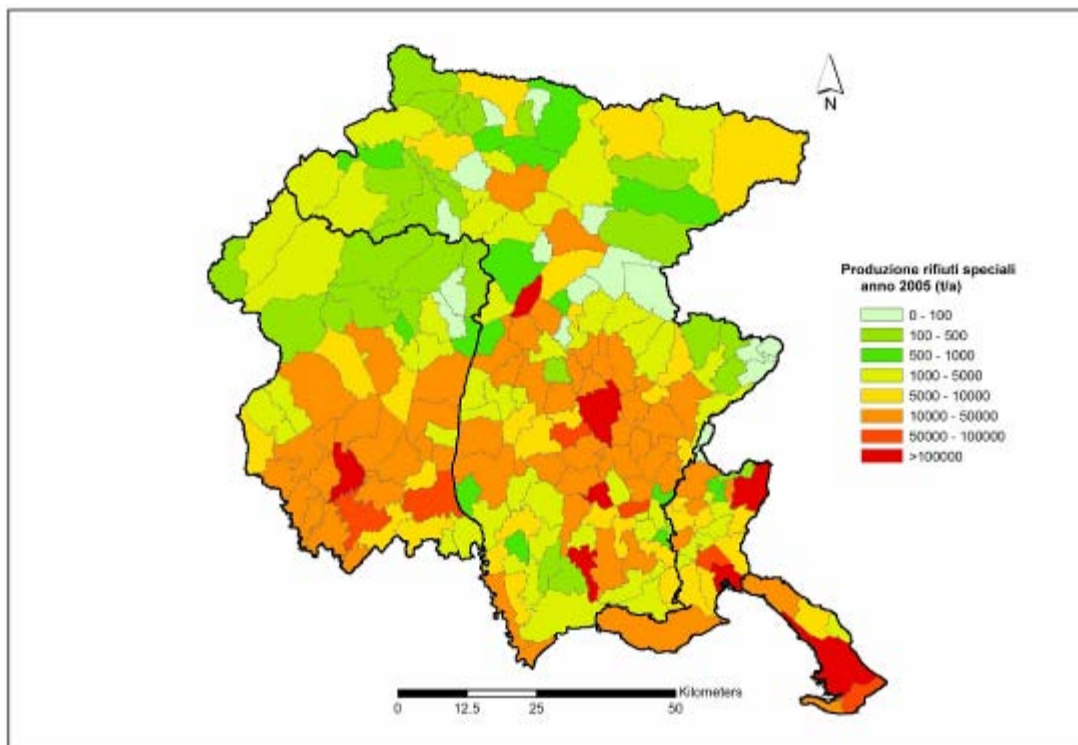 N
Produzione rifiuti speciali
anno 2005 (t/a)
0 - 100
100 - 500
500 - 1000
1000 - 5000
5000 - 10000
10000 - 50000
50000 - 100000
>100000
Kilometers
0 12.5 25 50